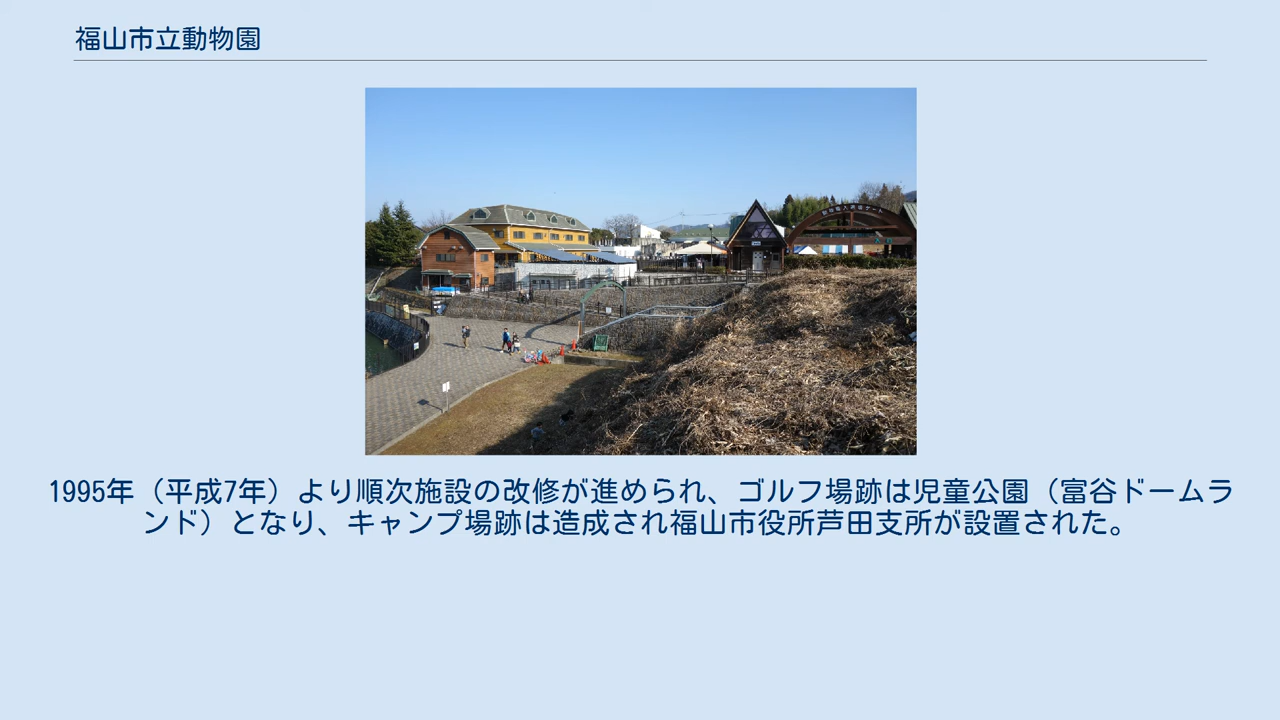 福山市立動物園
1995年（平成7年）より順次施設の改修が進められ、ゴルフ場跡は児童公園（富谷ドームラ
ンド）となり、キャンプ場跡は造成され福山市役所芦田支所が設置された。